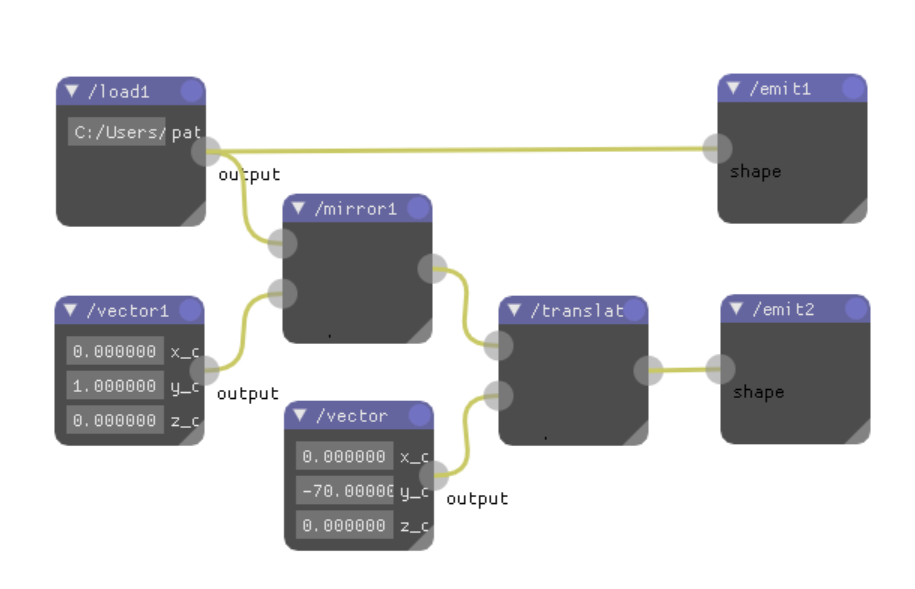 /load1
C:/Users/ pat
output
/emit1
shape
/mirror1
/vector1
0.000000 x_c
1.000000 y_c
0.000000 z_c
output
/translat
/emit2
shape
/vector
0.000000 x_c
-70.00000 y_c
0.000000 z_c
output